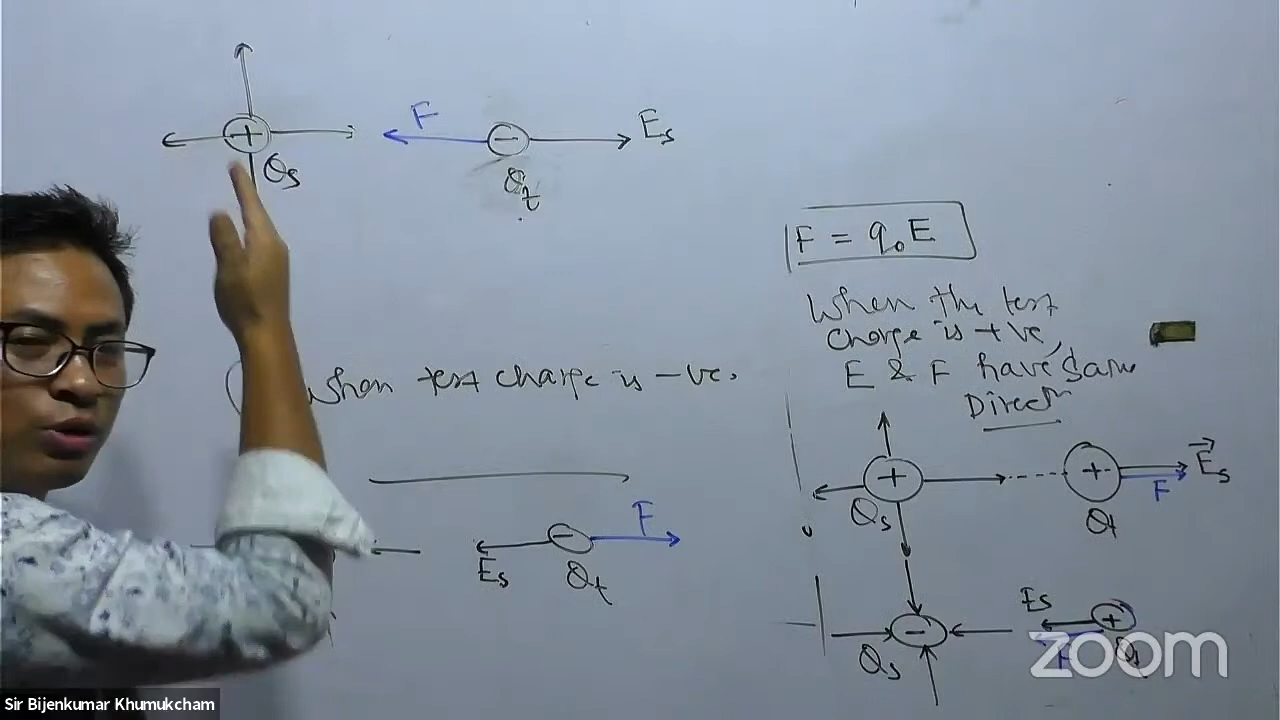 F
Es
Qs
Qt
F = q₀E
When the test
charge is +ve,
E & F have same
Directn
When test charge is -ve.
Es
F
Qs
Qt
F
Es
Qt
Es
Qs
zoom
Sir Bijenkumar Khumukcham